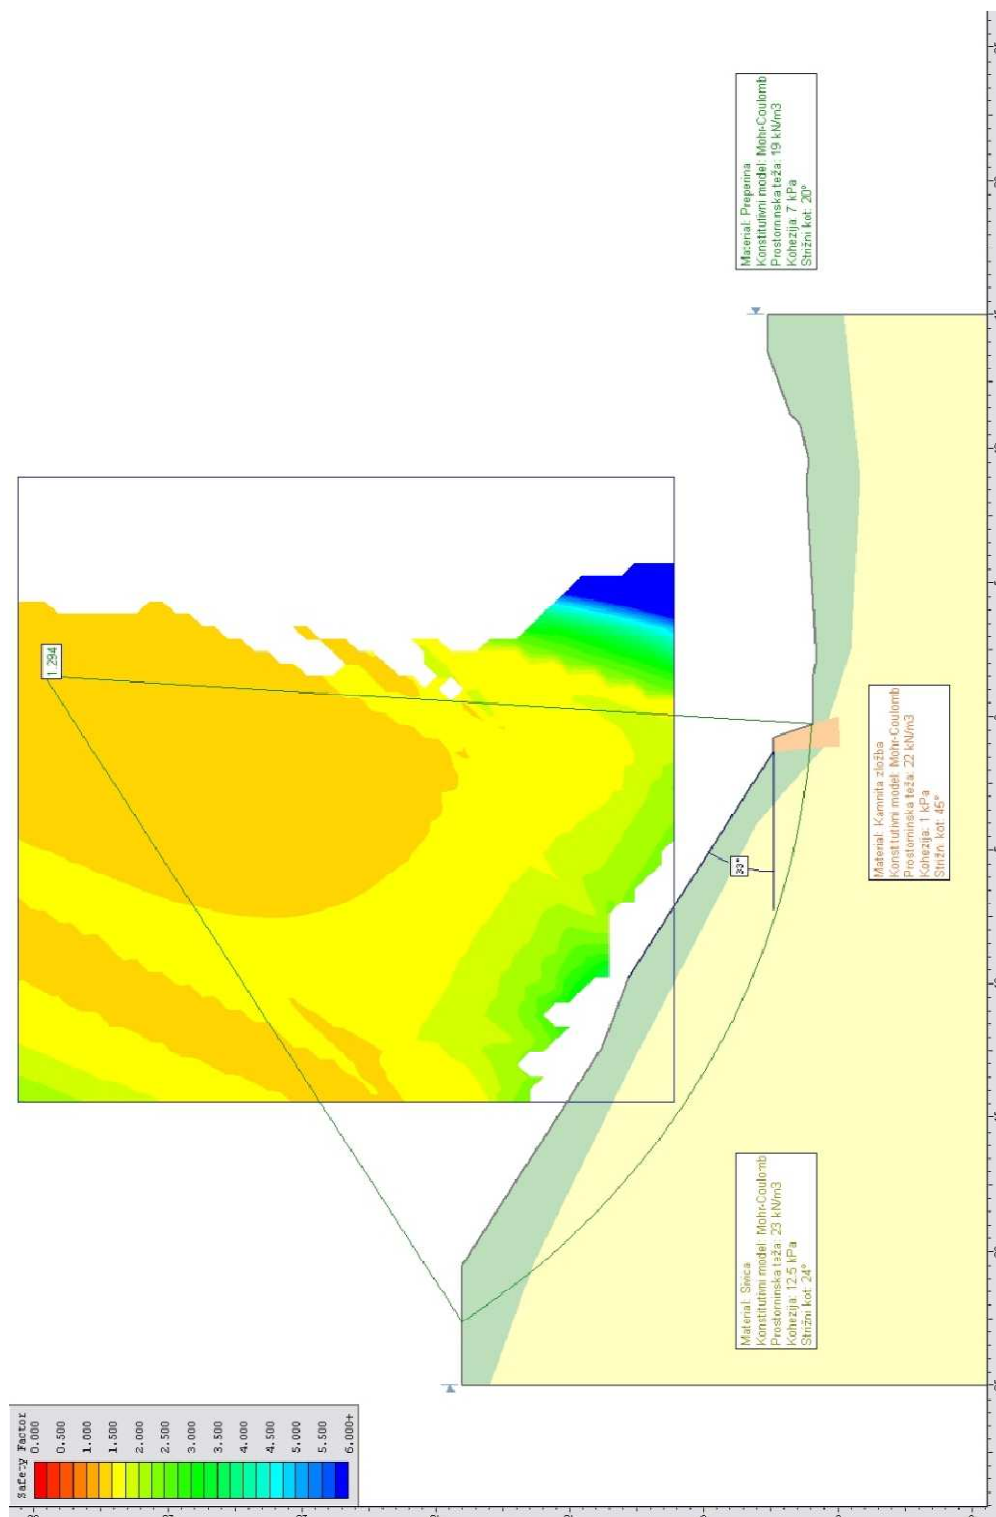 Safety Factor
0.000
0.500
1.000
1.500
2.000
2.500
3.000
3.500
4.000
4.500
5.000
5.500
6.000+
1.294
33°
Material: Sivica
Konstitutivni model: Mohr-Coulomb
Prostorninska teža: 23 kN/m3
Kohezija: 12.5 kPa
Strižni kot: 24°
Material: Kamnita zložba
Konstitutivni model: Mohr-Coulomb
Prostorninska teža: 22 kN/m3
Kohezija: 1 kPa
Strižni kot: 45°
Material: Preperina
Konstitutivni model: Mohr-Coulomb
Prostorninska teža: 19 kN/m3
Kohezija: 7 kPa
Strižni kot: 20°